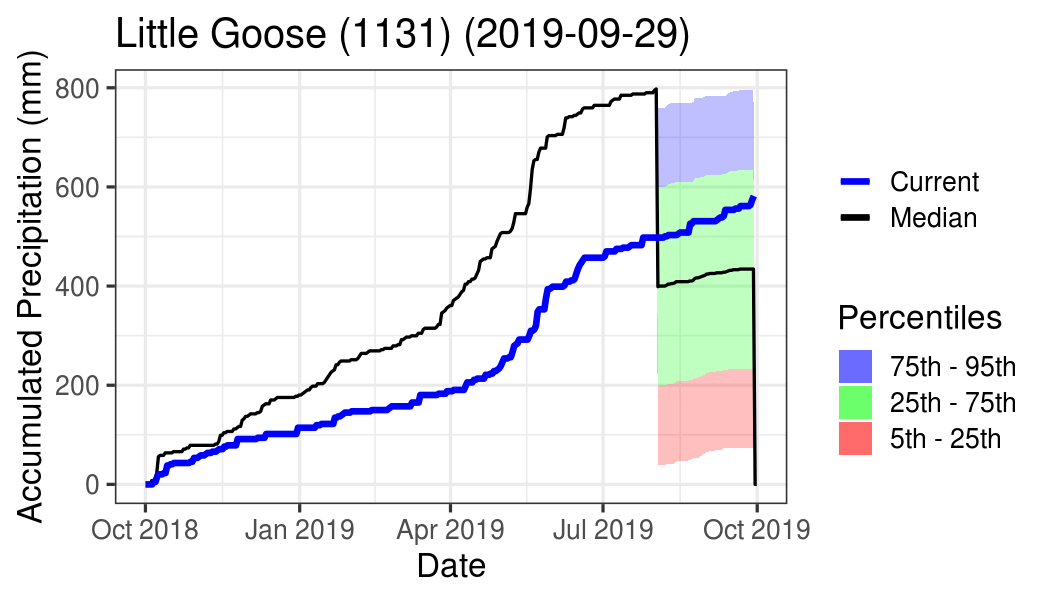 Little Goose (1131) (2019-09-29)
Accumulated Precipitation (mm)
800
600
400
200
0
Oct 2018
Jan 2019
Apr 2019
Jul 2019
Oct 2019
Date
Current
Median
Percentiles
75th - 95th
25th - 75th
5th - 25th